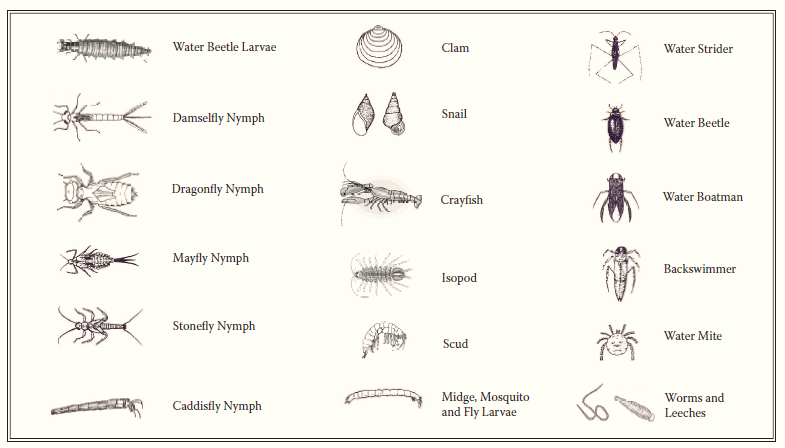 Water Beetle Larvae
Damselfly Nymph
Dragonfly Nymph
Mayfly Nymph
Stonefly Nymph
Caddisfly Nymph
Clam
Snail
Crayfish
Isopod
Scud
Midge, Mosquito
and Fly Larvae
Water Strider
Water Beetle
Water Boatman
Backswimmer
Water Mite
Worms and
Leeches